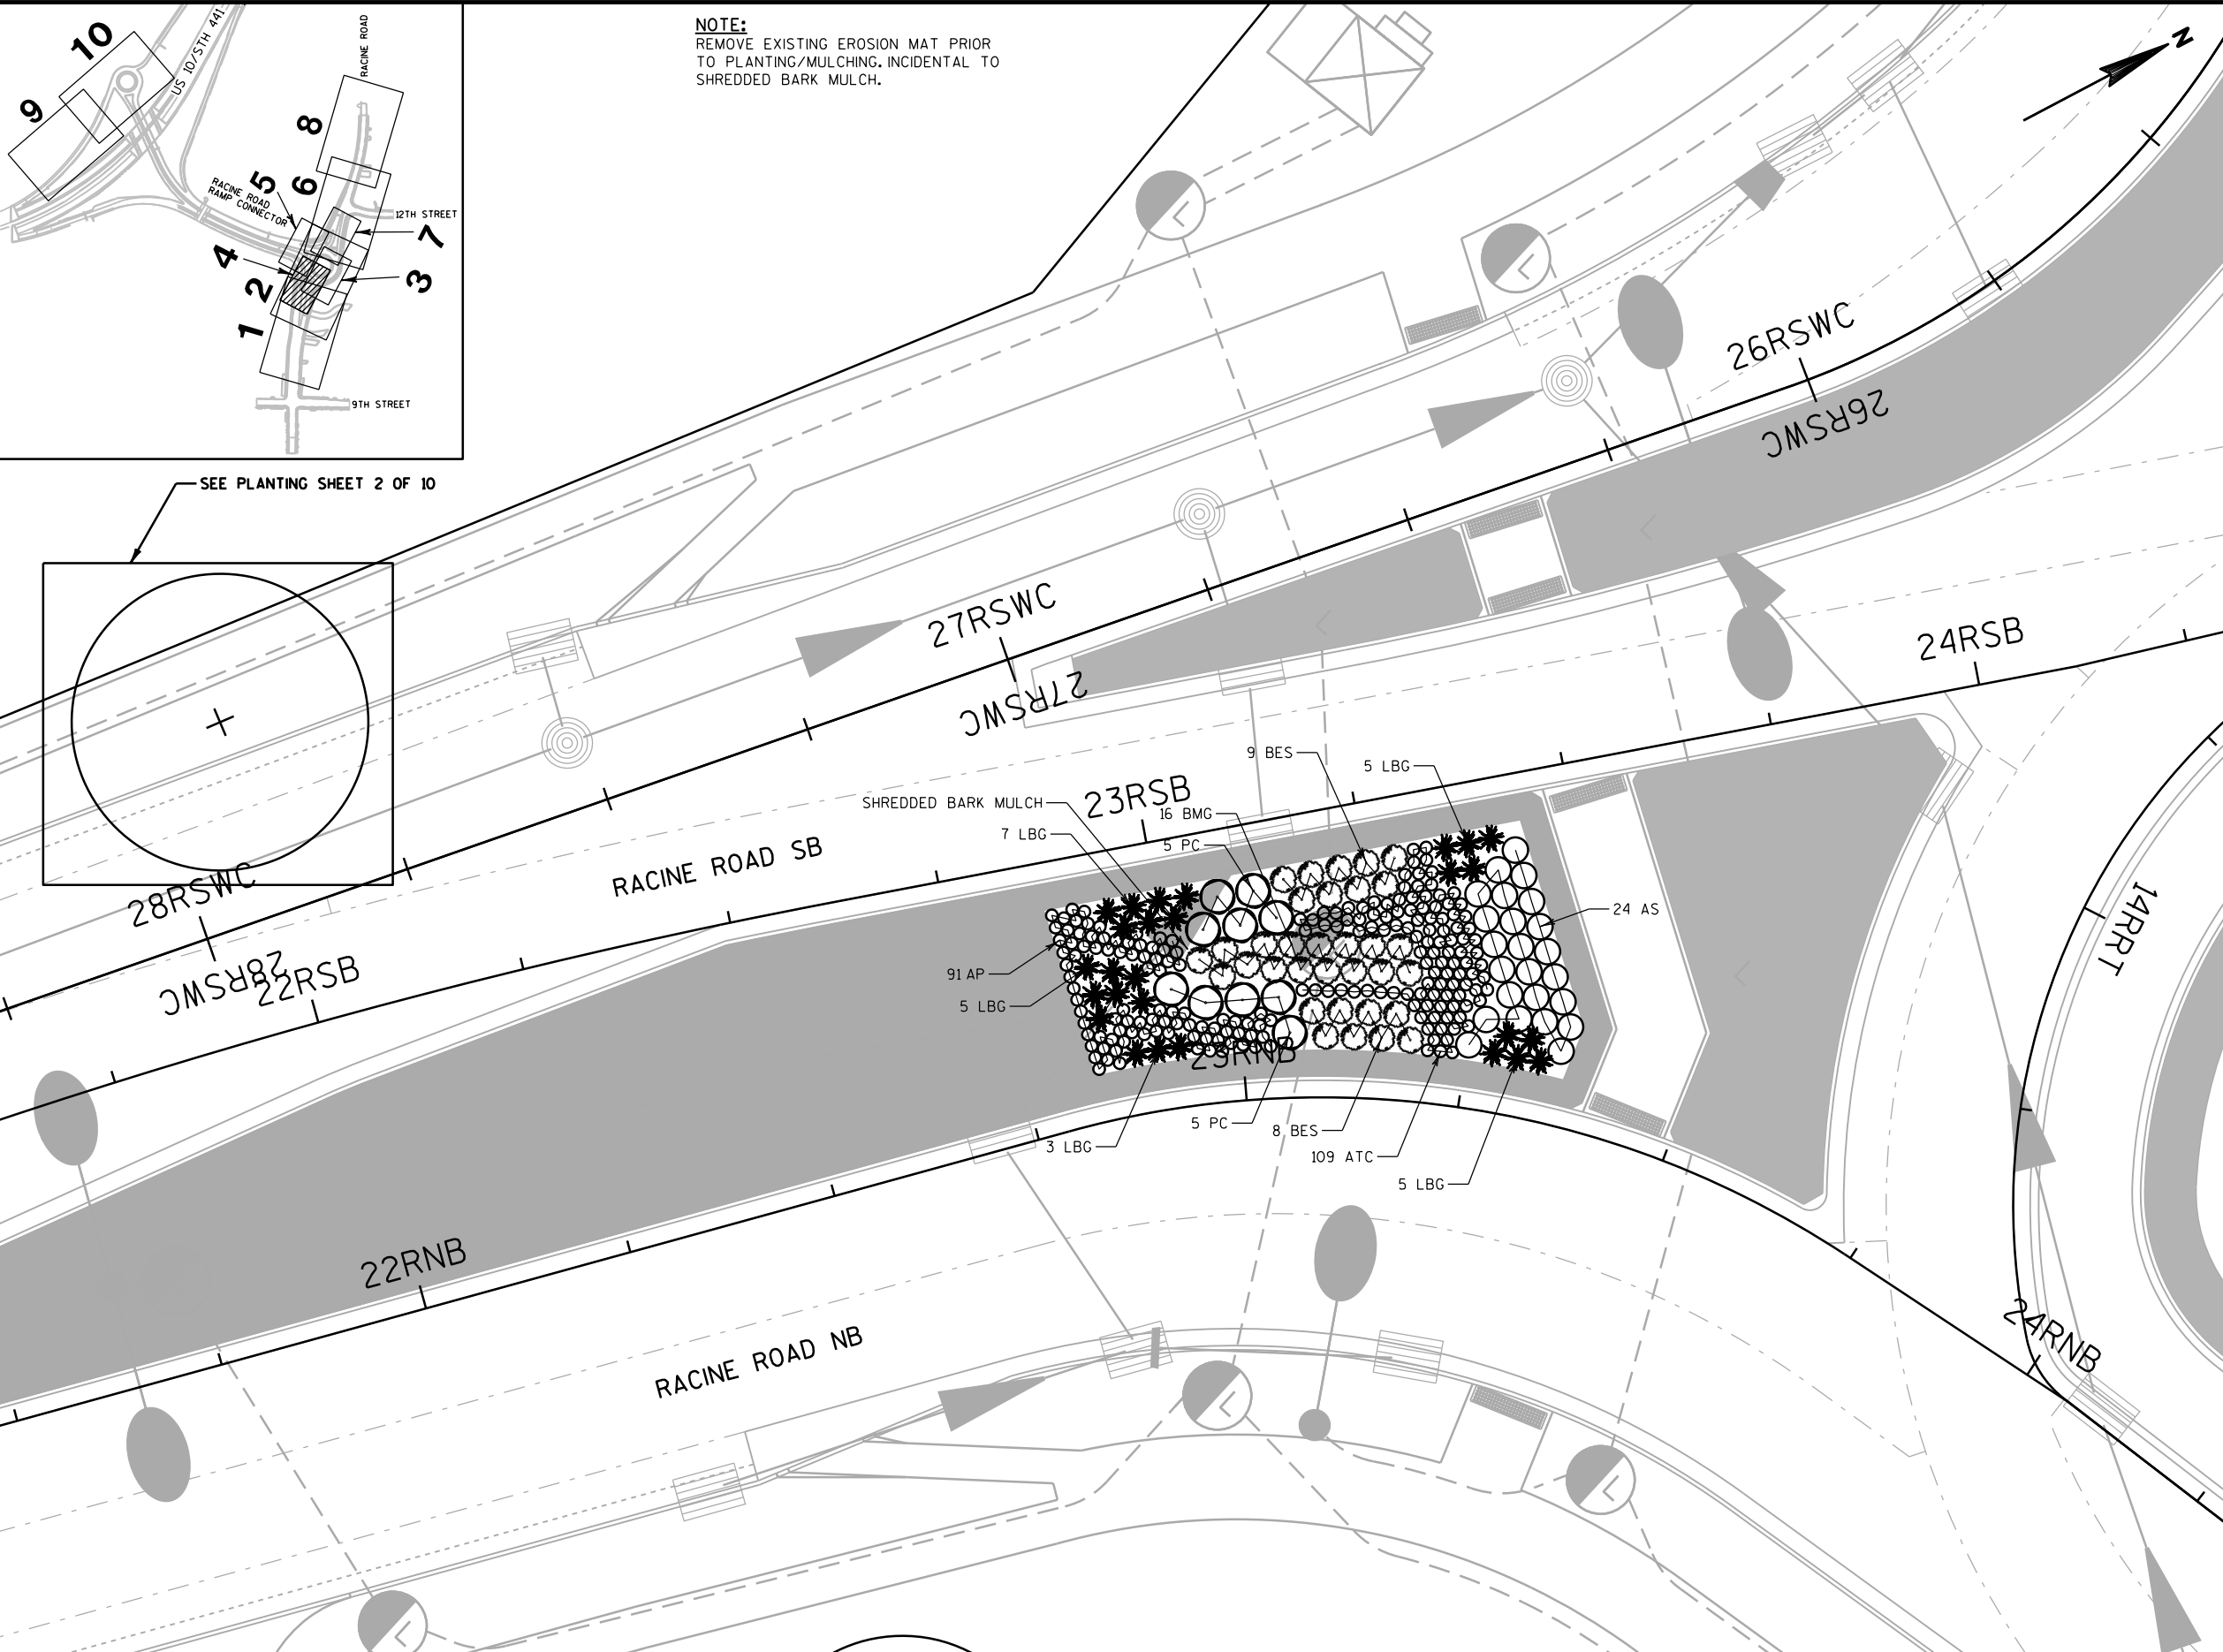 10
9
US 10/STH 441
RACINE ROAD
8
RACINE ROAD
RAMP CONNECTOR
5
6
12TH STREET
7
4
3
2
1
9TH STREET
NOTE:
REMOVE EXISTING EROSION MAT PRIOR
TO PLANTING/MULCHING. INCIDENTAL TO
SHREDDED BARK MULCH.
N
SEE PLANTING SHEET 2 OF 10
26RSWC
26RSWC
27RSWC
27RSWC
28RSWC
28RSWC
24RSB
23RSB
22RSB
RACINE ROAD SB
9 BES
5 LBG
SHREDDED BARK MULCH
16 BMG
7 LBG
5 PC
24 AS
91 AP
5 LBG
23RNB
3 LBG
5 PC
8 BES
109 ATC
5 LBG
14RRT
22RNB
24RNB
RACINE ROAD NB
L
L
L
L
L